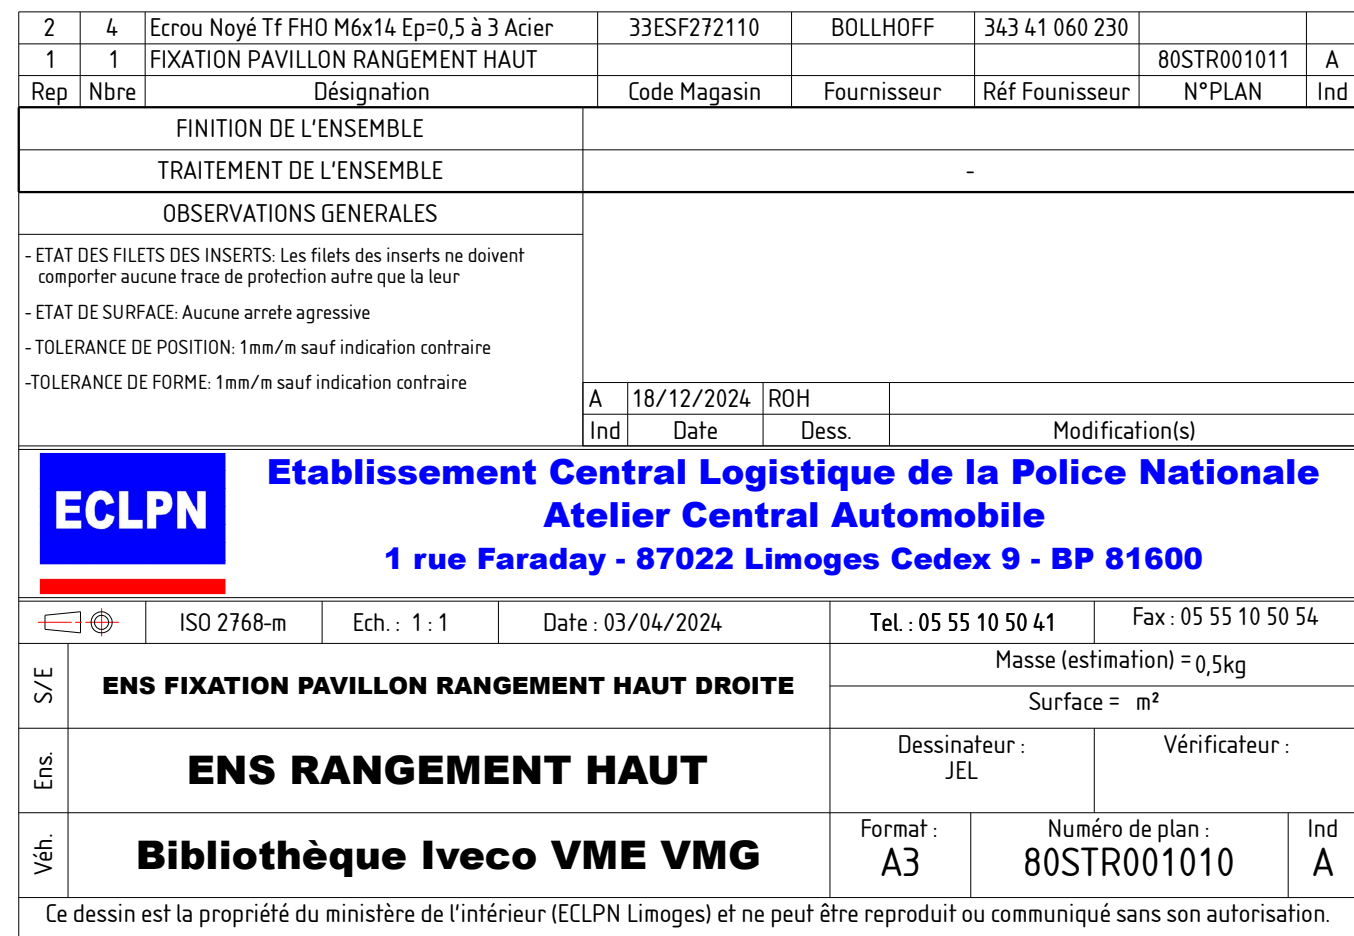 2 4 Ecrou Noyé Tf FHO M6x14 Ep=0,5 à 3 Acier 33ESF272110 BOLLHOFF 343 41 060 230
1 1 FIXATION PAVILLON RANGEMENT HAUT 80STR001011 A
Rep Nbre Désignation Code Magasin Fournisseur Réf Founisseur N°PLAN Ind
FINITION DE L'ENSEMBLE
TRAITEMENT DE L'ENSEMBLE -
OBSERVATIONS GENERALES
- ETAT DES FILETS DES INSERTS: Les filets des inserts ne doivent
comporter aucune trace de protection autre que la leur
- ETAT DE SURFACE: Aucune arrete agressive
- TOLERANCE DE POSITION: 1mm/m sauf indication contraire
-TOLERANCE DE FORME: 1mm/m sauf indication contraire
A 18/12/2024 ROH
Ind Date Dess. Modification(s)
ECLPN
Etablissement Central Logistique de la Police Nationale
Atelier Central Automobile
1 rue Faraday - 87022 Limoges Cedex 9 - BP 81600
ISO 2768-m Ech. : 1 : 1 Date : 03/04/2024 Tel. : 05 55 10 50 41 Fax : 05 55 10 50 54
S/E ENS FIXATION PAVILLON RANGEMENT HAUT DROITE
Masse (estimation) = 0,5kg
Surface = m²
Ens. ENS RANGEMENT HAUT
Dessinateur :
JEL
Vérificateur :
Véh. Bibliothèque Iveco VME VMG
Format :
A3
Numéro de plan :
80STR001010
Ind
A
Ce dessin est la propriété du ministère de l'intérieur (ECLPN Limoges) et ne peut être reproduit ou communiqué sans son autorisation.